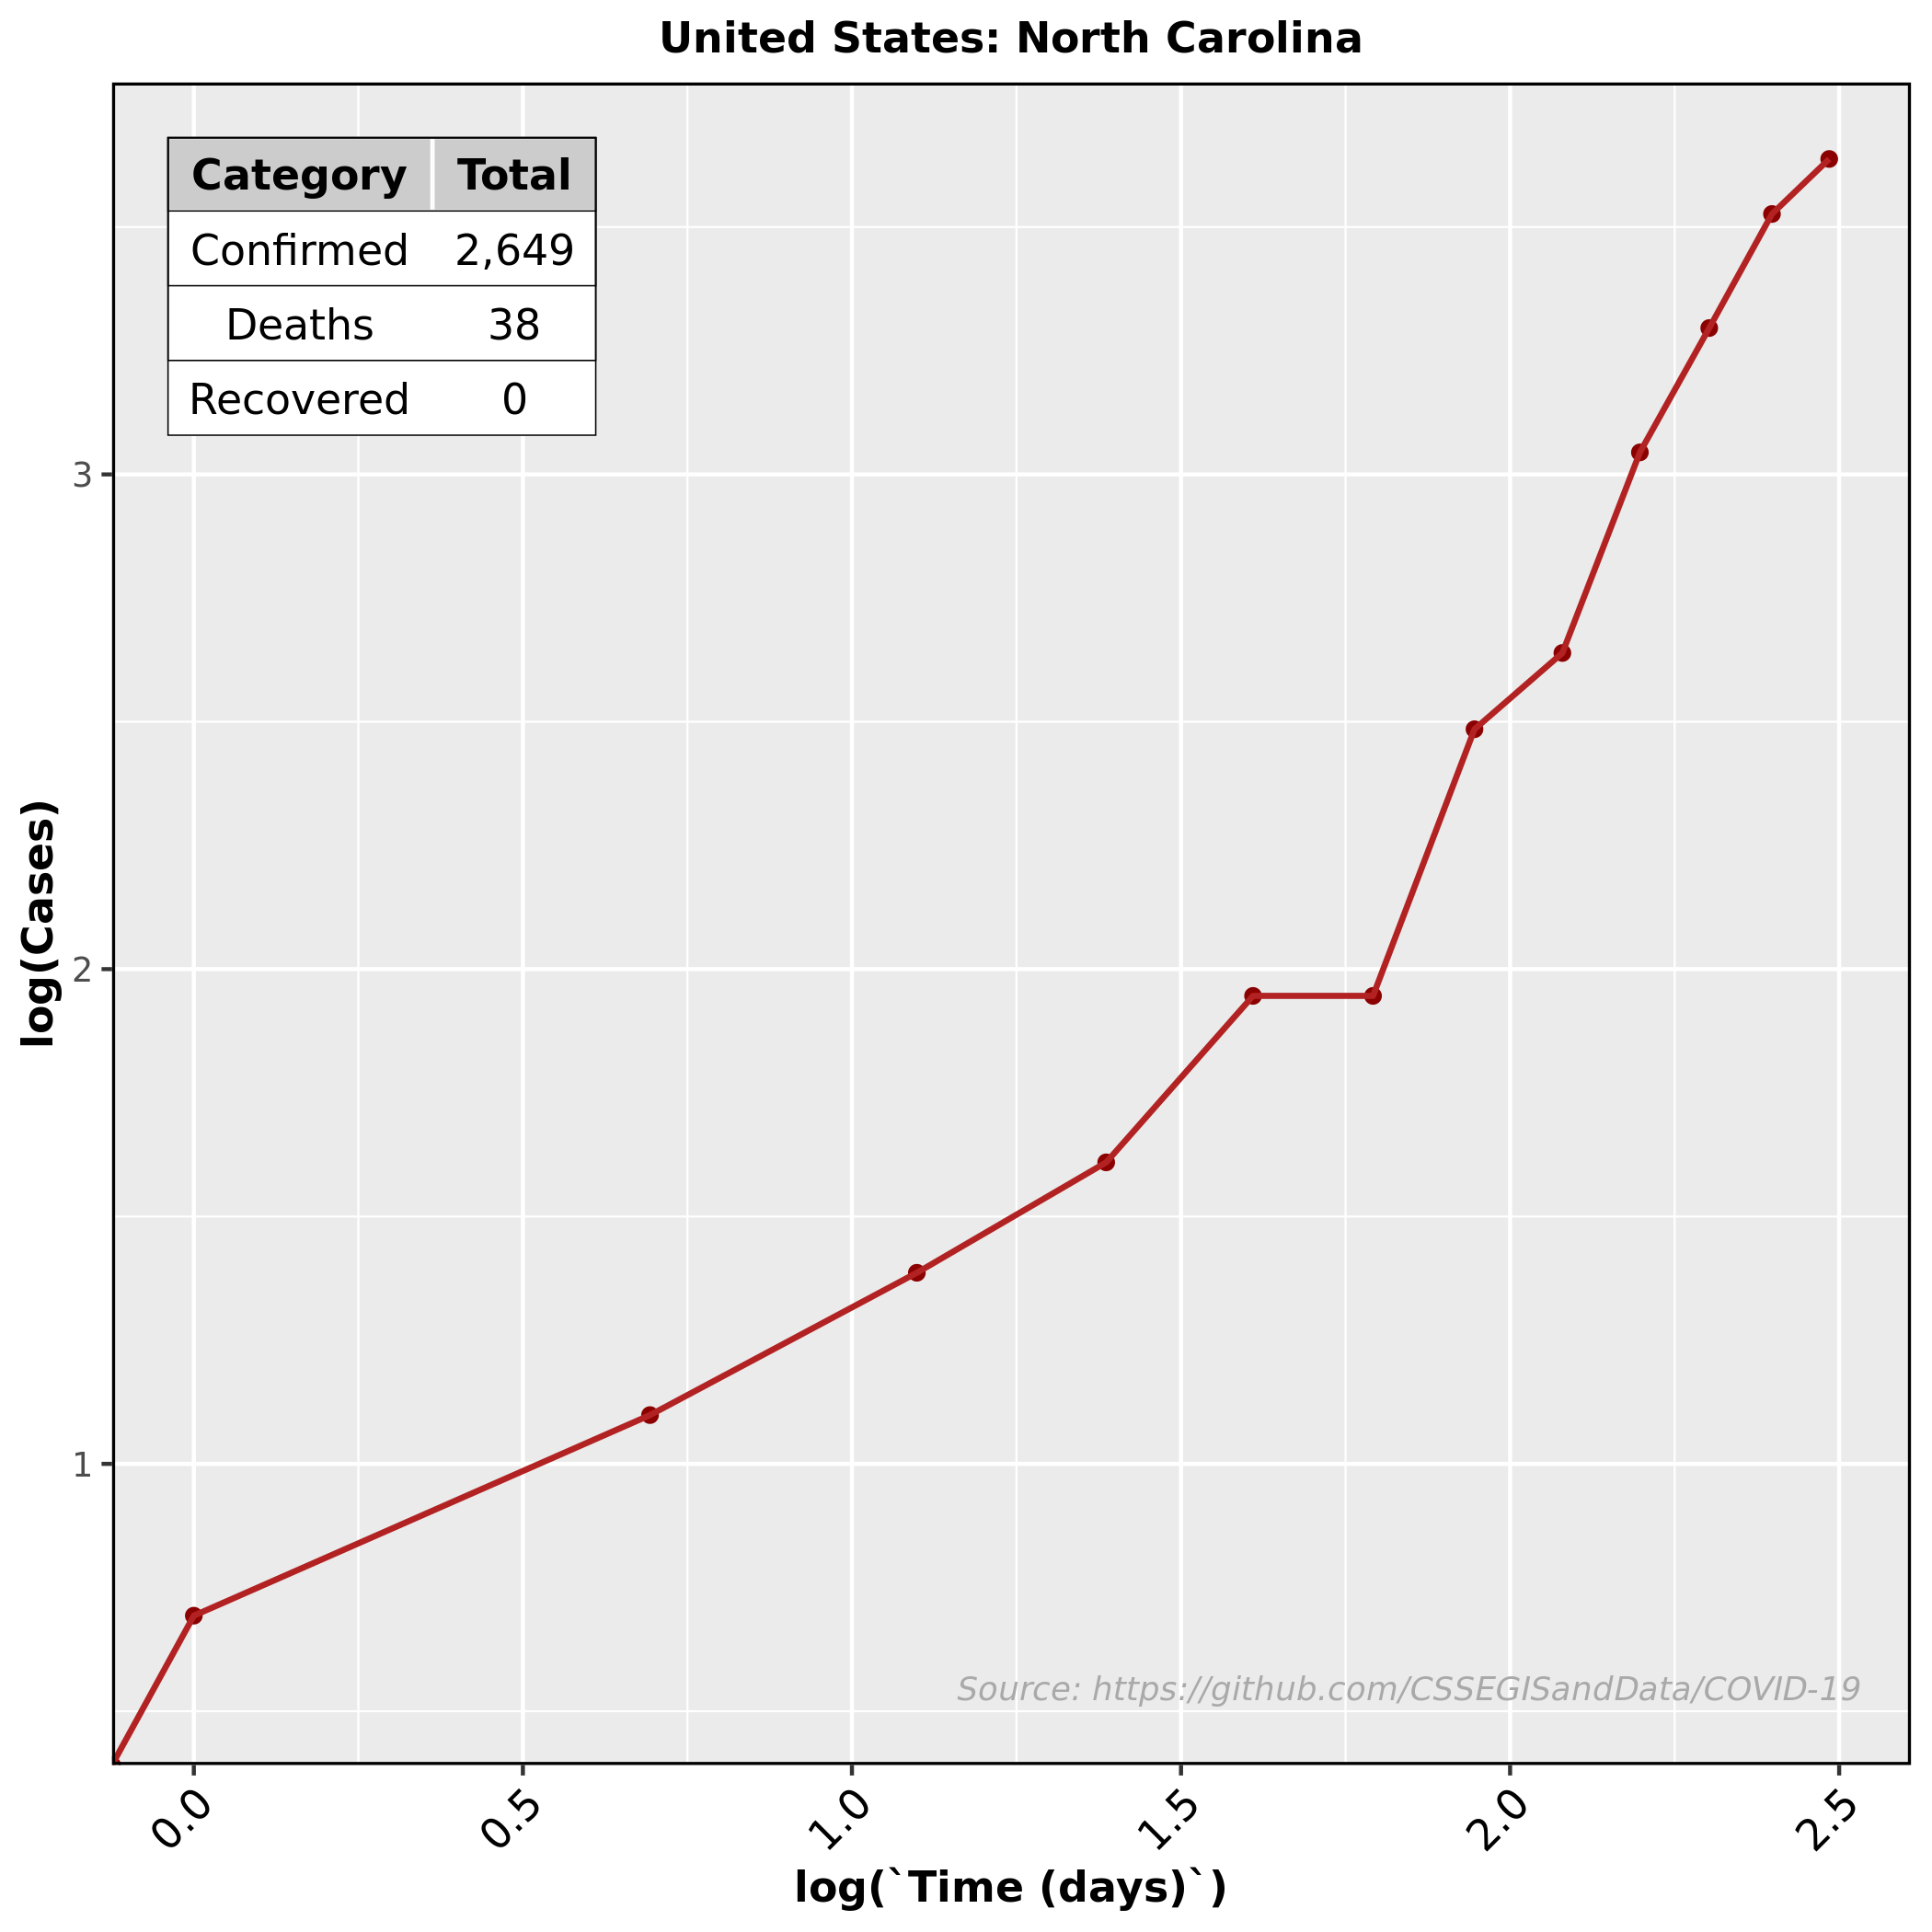 United States: North Carolina
Category Total
Confirmed 2,649
Deaths 38
Recovered 0
3
2
1
log(Cases)
Source: https://github.com/CSSEGISandData/COVID-19
0.0 0.5 1.0 1.5 2.0 2.5
log(`Time (days)`)